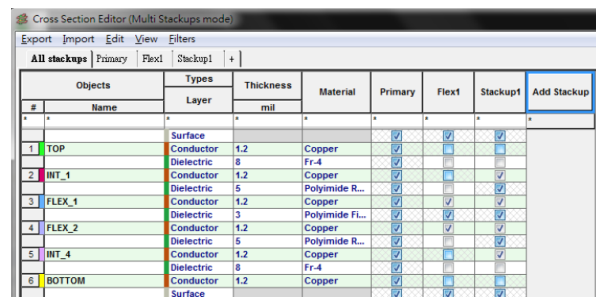 Cross Section Editor (Multi Stackups mode)
Export Import Edit View Filters
All stackups Primary Flex1 Stackup1 +
Objects Types Thickness Material Primary Flex1 Stackup1 Add Stackup
# Name Layer mil
* * * * * * * * *
Surface
1 TOP Conductor 1.2 Copper
Dielectric 8 Fr-4
2 INT_1 Conductor 1.2 Copper
Dielectric 5 Polyimide R...
3 FLEX_1 Conductor 1.2 Copper
Dielectric 3 Polyimide Fi...
4 FLEX_2 Conductor 1.2 Copper
Dielectric 5 Polyimide R...
5 INT_4 Conductor 1.2 Copper
Dielectric 8 Fr-4
6 BOTTOM Conductor 1.2 Copper
Surface